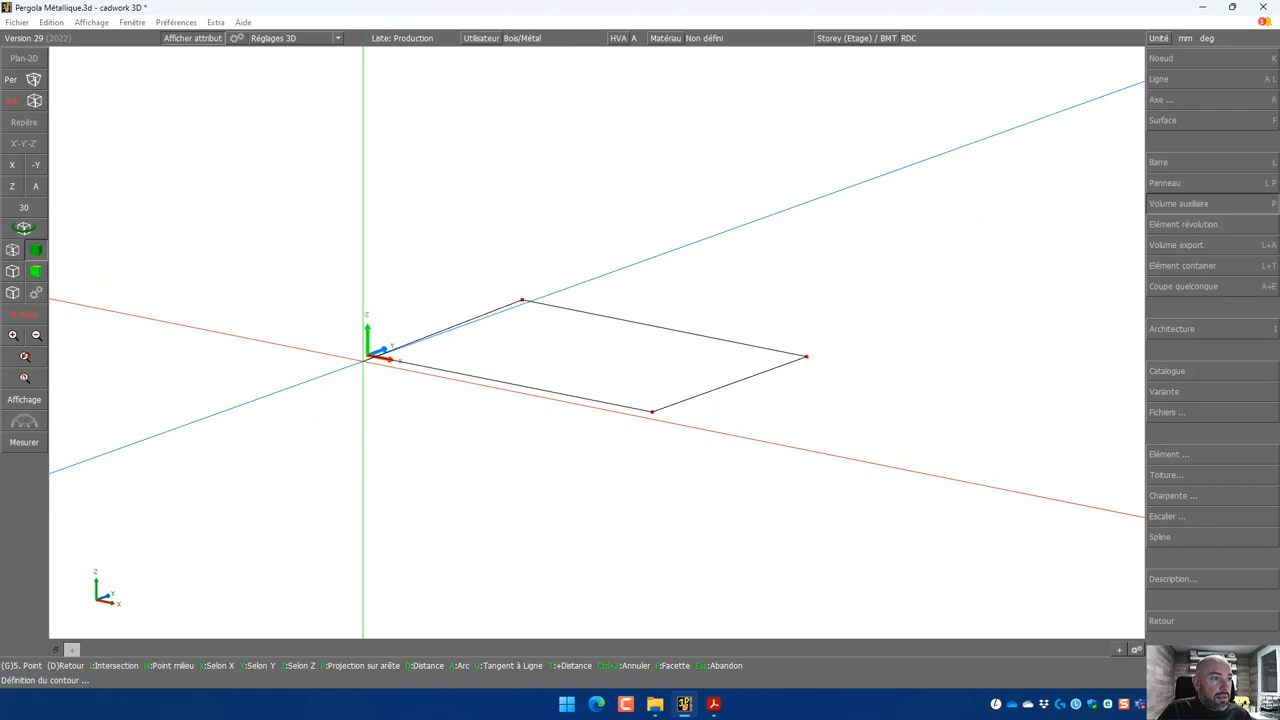 Pergola Métallique.3d - cadwork 3D *
Fichier Edition Affichage Fenêtre Préférences Extra Aide
Version 29 (2022) Afficher attribut Réglages 3D Liste: Production Utilisateur Bois/Métal HVA A Matériau Non défini Storey (Etage) / BMT RDC Unité mm deg
Plan-2D
Per
Axo
Repère
X'-Y'-Z'
X -Y
Z A
30
Affichage
Mesurer
Noeud K
Ligne A L
Axe ... A
Surface F
Barre L
Panneau L P
Volume auxiliaire P
Elément révolution
Volume export L+A
Elément container L+T
Coupe quelconque A+E
Architecture
Catalogue
Variante
Fichiers ...
Elément ...
Toiture...
Charpente ...
Escalier ...
Spline
Description...
Retour
Z
Y
X
Z
Y
X
(G)5. Point (D)Retour I:Intersection M:Point milieu X:Selon X Y:Selon Y Z:Selon Z P:Projection sur arête D:Distance A:Arc U:Tangent à Ligne T:+Distance Ctrl+Z:Annuler F:Facette Esc:Abandon
Définition du contour ...